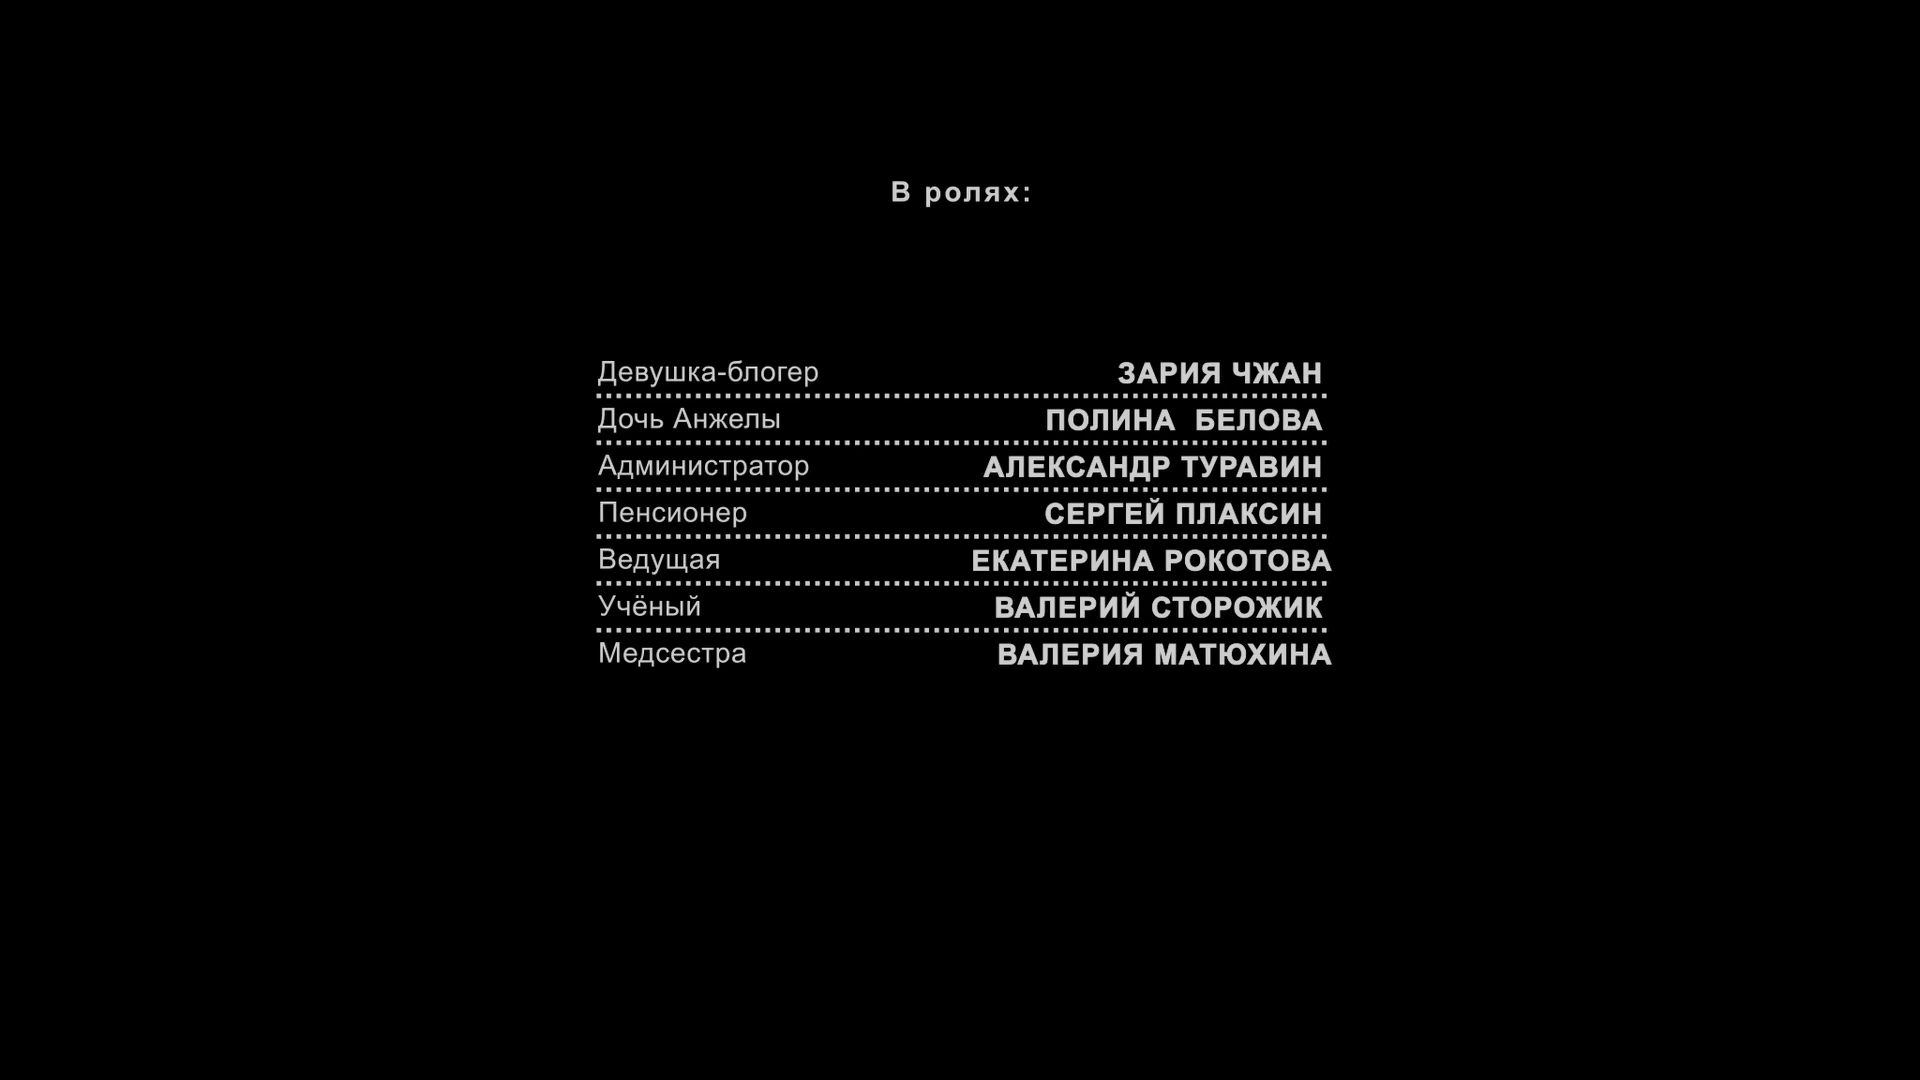 В ролях:
Девушка-блогер ЗАРИЯ ЧЖАН
Дочь Анжелы ПОЛИНА БЕЛОВА
Администратор АЛЕКСАНДР ТУРАВИН
Пенсионер СЕРГЕЙ ПЛАКСИН
Ведущая ЕКАТЕРИНА РОКОТОВА
Учёный ВАЛЕРИЙ СТОРОЖИК
Медсестра ВАЛЕРИЯ МАТЮХИНА